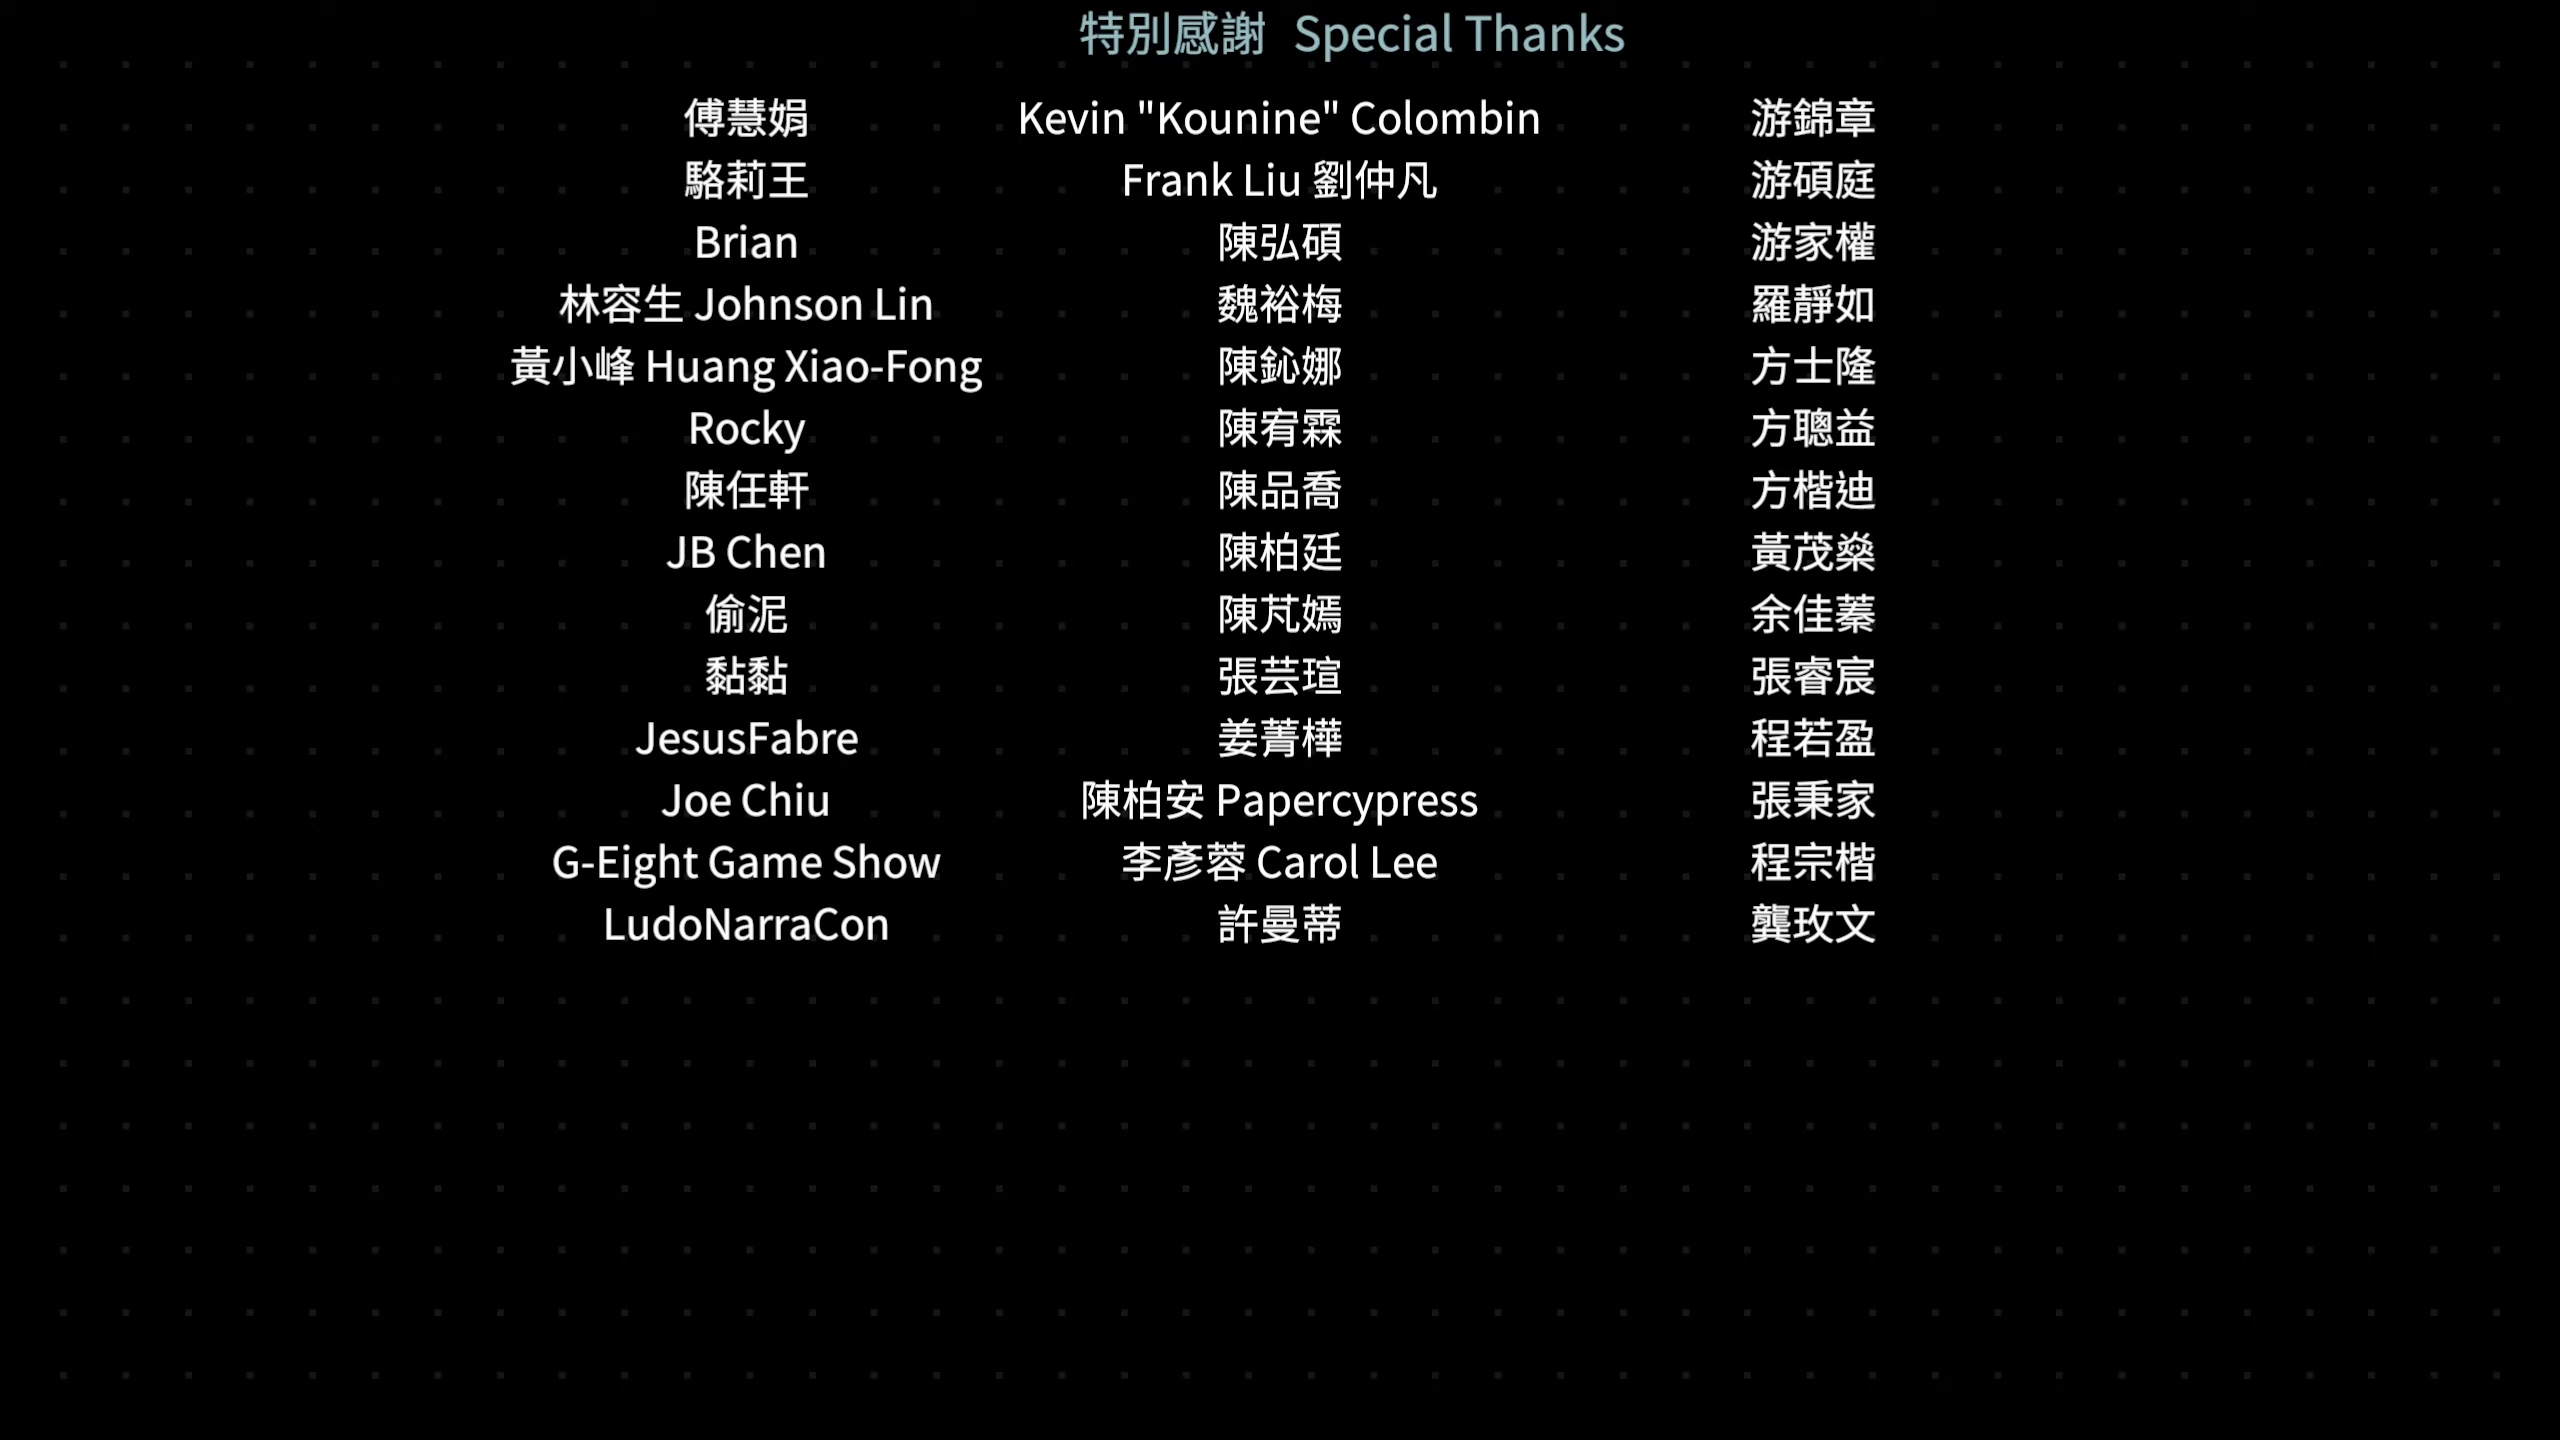 特別感謝 Special Thanks
傅慧娟 Kevin "Kounine" Colombin 游錦章
駱莉王 Frank Liu 劉仲凡 游碩庭
Brian 陳弘碩 游家權
林容生 Johnson Lin 魏裕梅 羅靜如
黃小峰 Huang Xiao-Fong 陳鈊娜 方士隆
Rocky 陳宥霖 方聰益
陳任軒 陳品喬 方楷迪
JB Chen 陳柏廷 黃茂燊
偷泥 陳芃嫣 余佳蓁
黏黏 張芸瑄 張睿宸
JesusFabre 姜菁樺 程若盈
Joe Chiu 陳柏安 Papercypress 張秉家
G-Eight Game Show 李彥蓉 Carol Lee 程宗楷
LudoNarraCon 許曼蒂 龔玫文